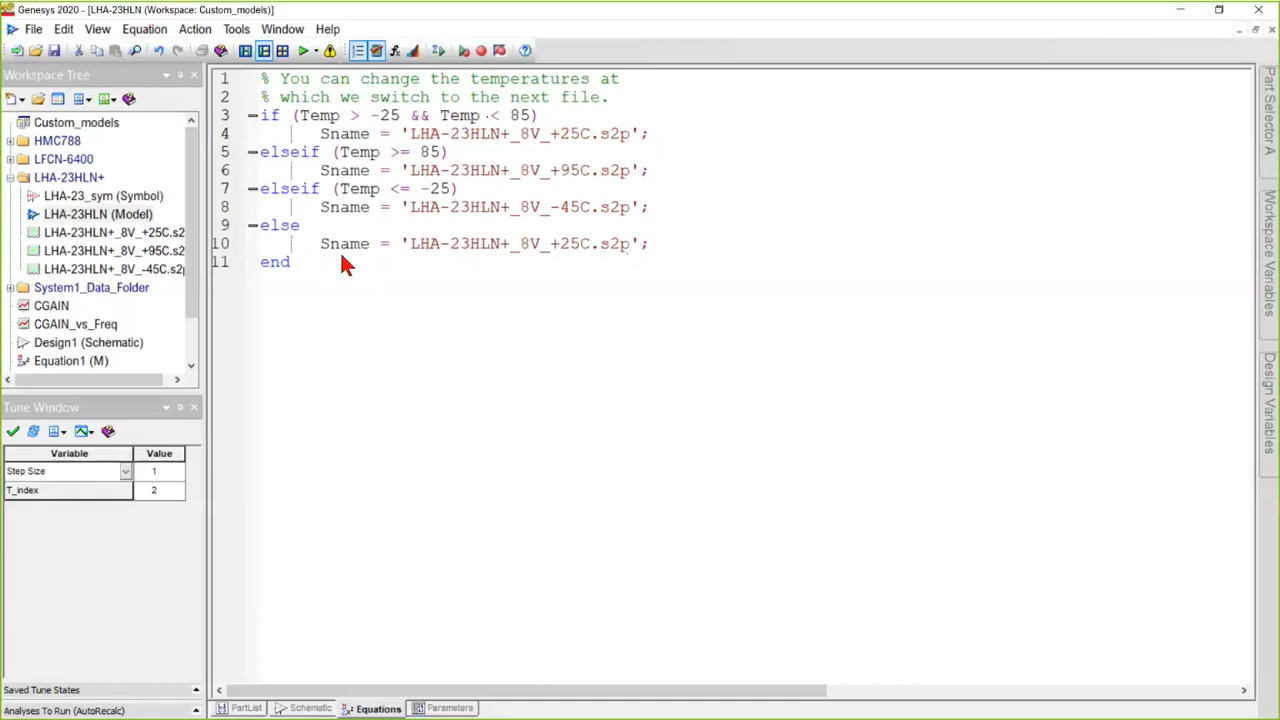 Genesys 2020 - [LHA-23HLN (Workspace: Custom_models)]
File Edit View Equation Action Tools Window Help
Workspace Tree
Custom_models
HMC788
LFCN-6400
LHA-23HLN+
LHA-23_sym (Symbol)
LHA-23HLN (Model)
LHA-23HLN+_8V_+25C.s2
LHA-23HLN+_8V_+95C.s2
LHA-23HLN+_8V_-45C.s2p
System1_Data_Folder
CGAIN
CGAIN_vs_Freq
Design1 (Schematic)
Equation1 (M)
Tune Window
Variable Value
Step Size 1
T_index 2
Saved Tune States
Analyses To Run (AutoRecalc)
1 % You can change the temperatures at
2 % which we switch to the next file.
3 if (Temp > -25 && Temp < 85)
4 Sname = 'LHA-23HLN+_8V_+25C.s2p';
5 elseif (Temp >= 85)
6 Sname = 'LHA-23HLN+_8V_+95C.s2p';
7 elseif (Temp <= -25)
8 Sname = 'LHA-23HLN+_8V_-45C.s2p';
9 else
10 Sname = 'LHA-23HLN+_8V_+25C.s2p';
11 end
PartList Schematic Equations Parameters
Part Selector A
Workspace Variables
Design Variables